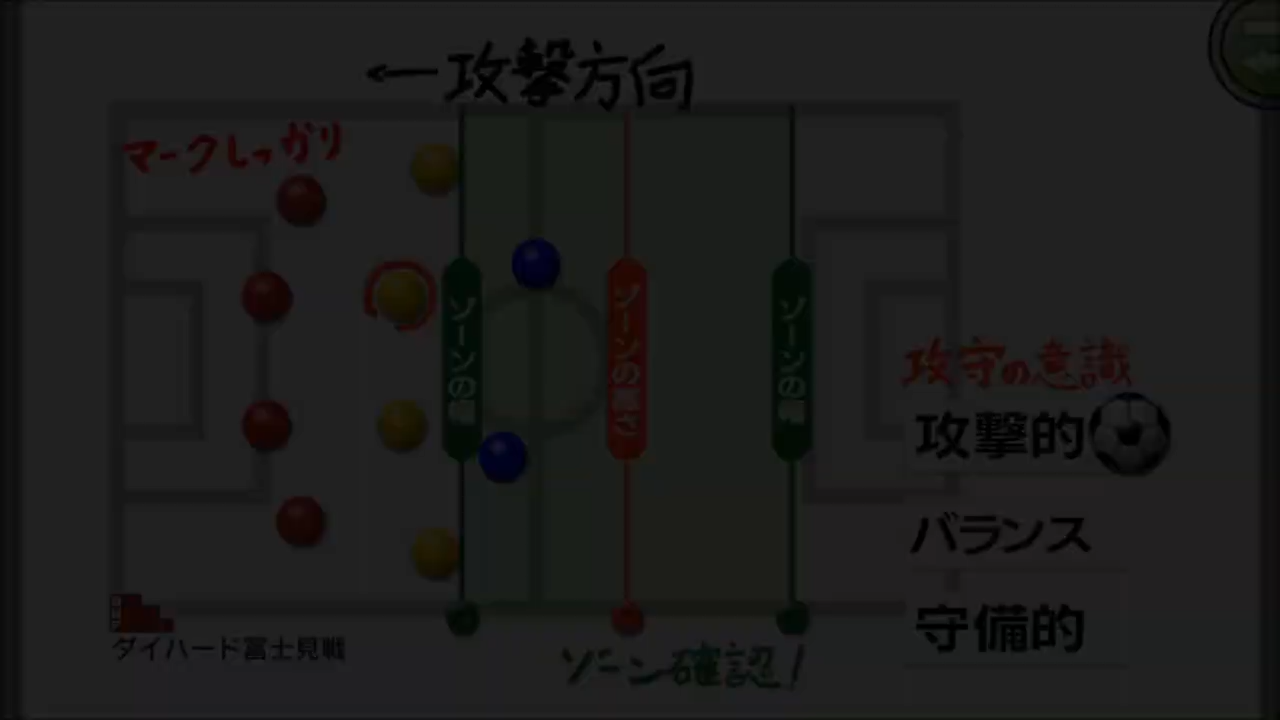 ←攻撃方向
マークしっかり
ゾーンの幅
ゾーンの高さ
ゾーンの幅
攻守の意識
攻撃的
バランス
守備的
ダイハード富士見戦
ゾーン確認!